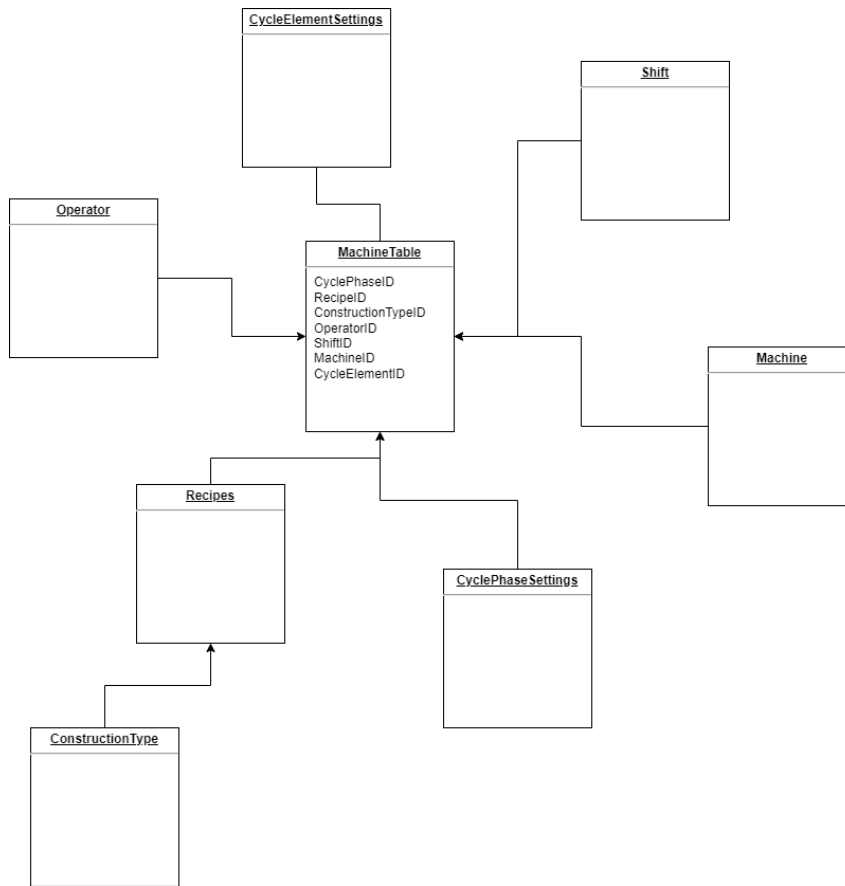 CycleElementSettings
Shift
Operator
MachineTable
CyclePhaseID
RecipeID
ConstructionTypeID
OperatorID
ShiftID
MachineID
CycleElementID
Machine
Recipes
CyclePhaseSettings
ConstructionType